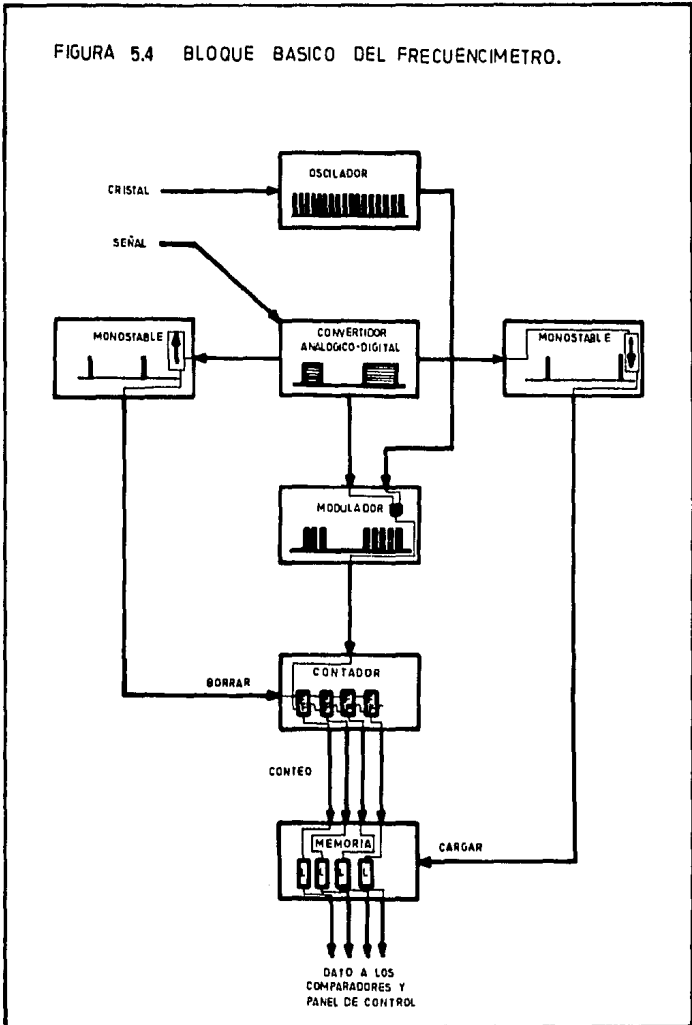 FIGURA 5.4 BLOQUE BASICO DEL FRECUENCIMETRO.
OSCILADOR
CRISTAL
SEÑAL
MONOSTABLE
CONVERTIDOR
ANALOGICO-DIGITAL
MONOSTABLE
MODULADOR
BORRAR
CONTADOR
CONTEO
MEMORIA
CARGAR
L
DATO A LOS
COMPARADORES Y
PANEL DE CONTROL